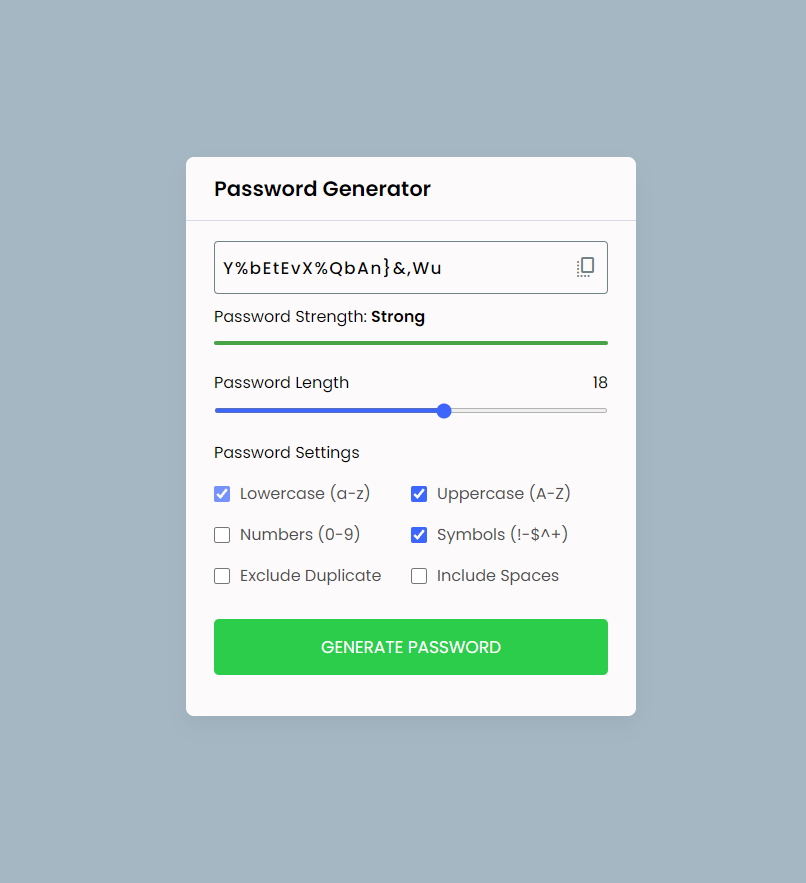 Password Generator
Y%bEtEvX%QbAn}&,Wu
Password Strength: Strong
Password Length 18
Password Settings
Lowercase (a-z) Uppercase (A-Z)
Numbers (0-9) Symbols (!-$^+)
Exclude Duplicate Include Spaces
GENERATE PASSWORD